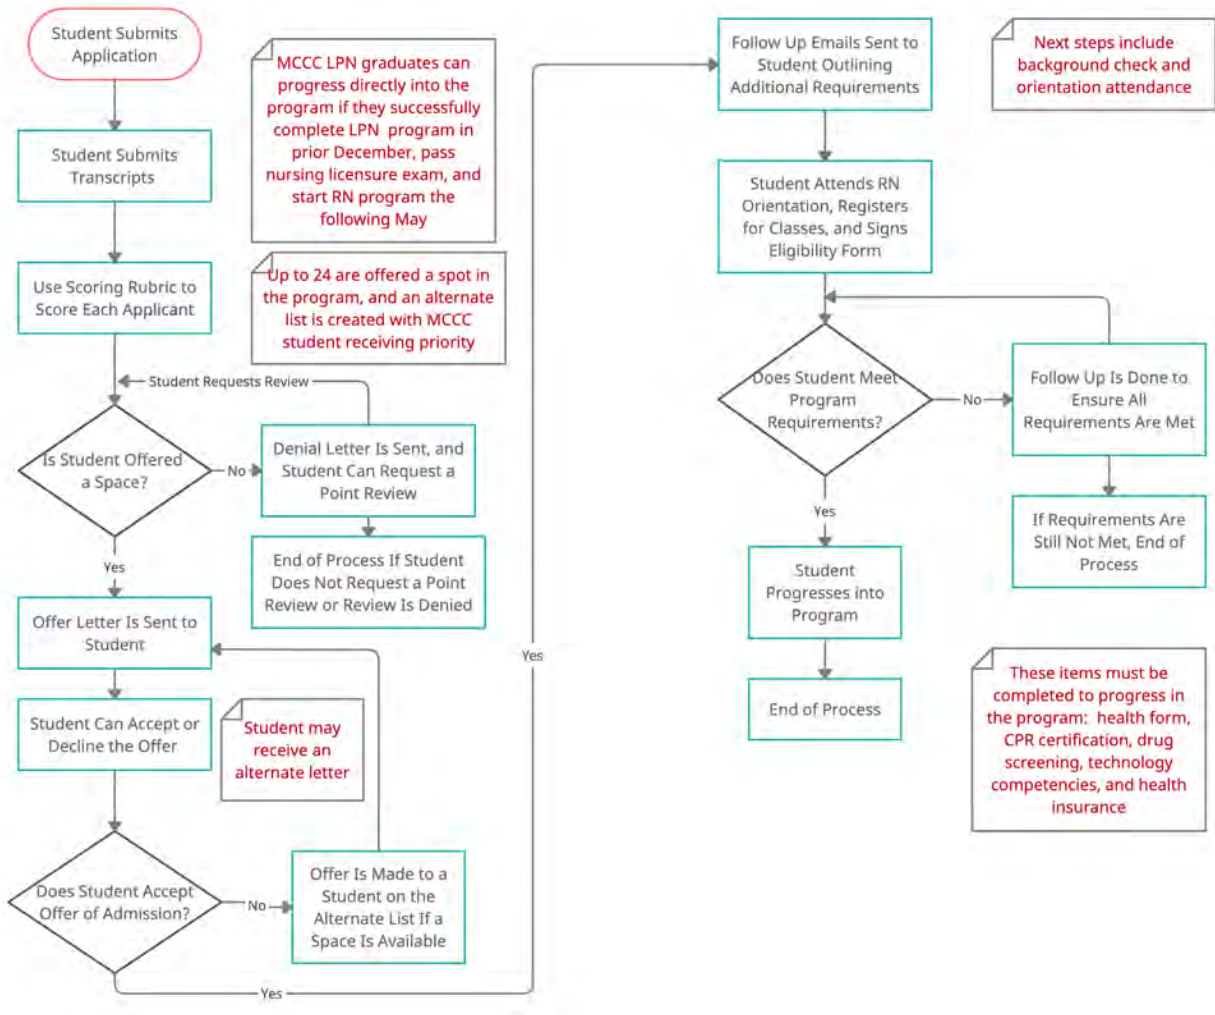 Student Submits
Application
Student Submits
Transcripts
MCCC LPN graduates can
progress directly into the
program if they successfully
complete LPN program in
prior December, pass
nursing licensure exam, and
start RN program the
following May
Use Scoring Rubric to
Score Each Applicant
Up to 24 are offered a spot in
the program, and an alternate
list is created with MCCC
student receiving priority
Student Requests Review
Is Student Offered
a Space?
No
Denial Letter Is Sent, and
Student Can Request a
Point Review
End of Process If Student
Does Not Request a Point
Review or Review Is Denied
Yes
Offer Letter Is Sent to
Student
Student Can Accept or
Decline the Offer
Student may
receive an
alternate letter
Does Student Accept
Offer of Admission?
No
Offer Is Made to a
Student on the
Alternate List If a
Space Is Available
Yes
Yes
Follow Up Emails Sent to
Student Outlining
Additional Requirements
Next steps include
background check and
orientation attendance
Student Attends RN
Orientation, Registers
for Classes, and Signs
Eligibility Form
Does Student Meet
Program
Requirements?
No
Follow Up Is Done to
Ensure All
Requirements Are Met
If Requirements Are
Still Not Met, End of
Process
Yes
Student
Progresses into
Program
End of Process
These items must be
completed to progress in
the program: health form,
CPR certification, drug
screening, technology
competencies, and health
insurance